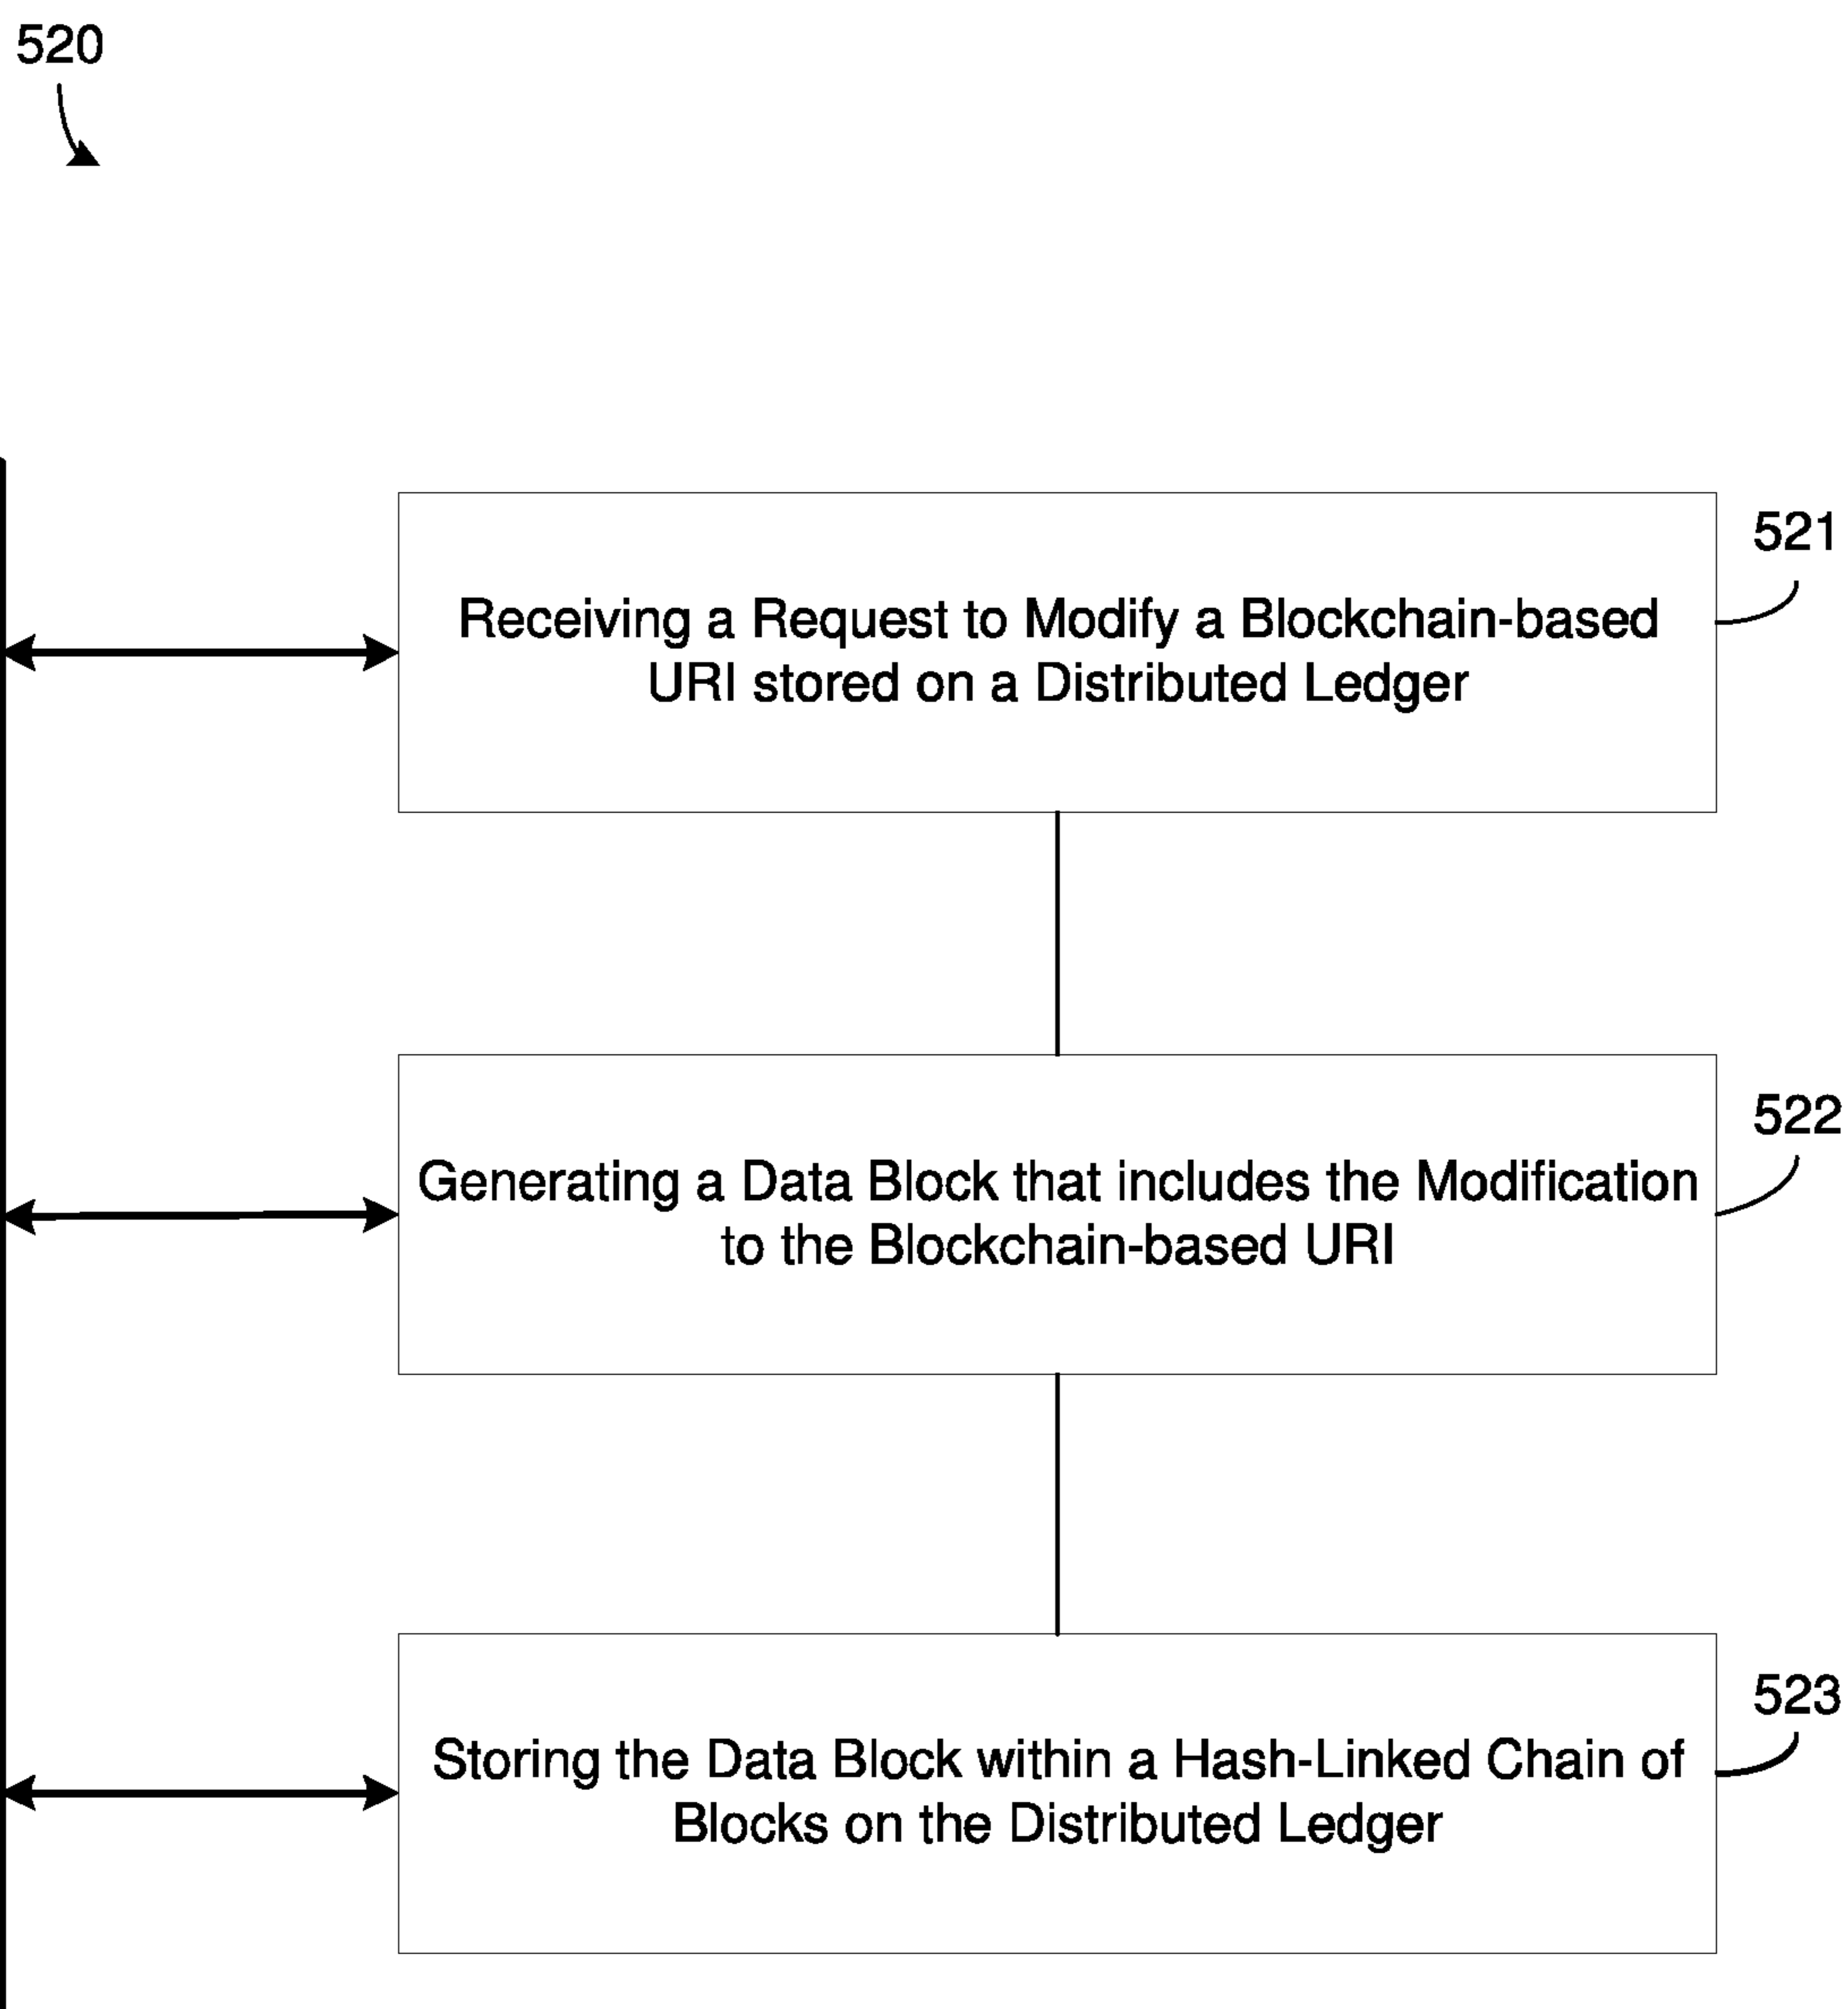 520
521
Receiving a Request to Modify a Blockchain-based
URI stored on a Distributed Ledger
522
Generating a Data Block that includes the Modification
to the Blockchain-based URI
523
Storing the Data Block within a Hash-Linked Chain of
Blocks on the Distributed Ledger